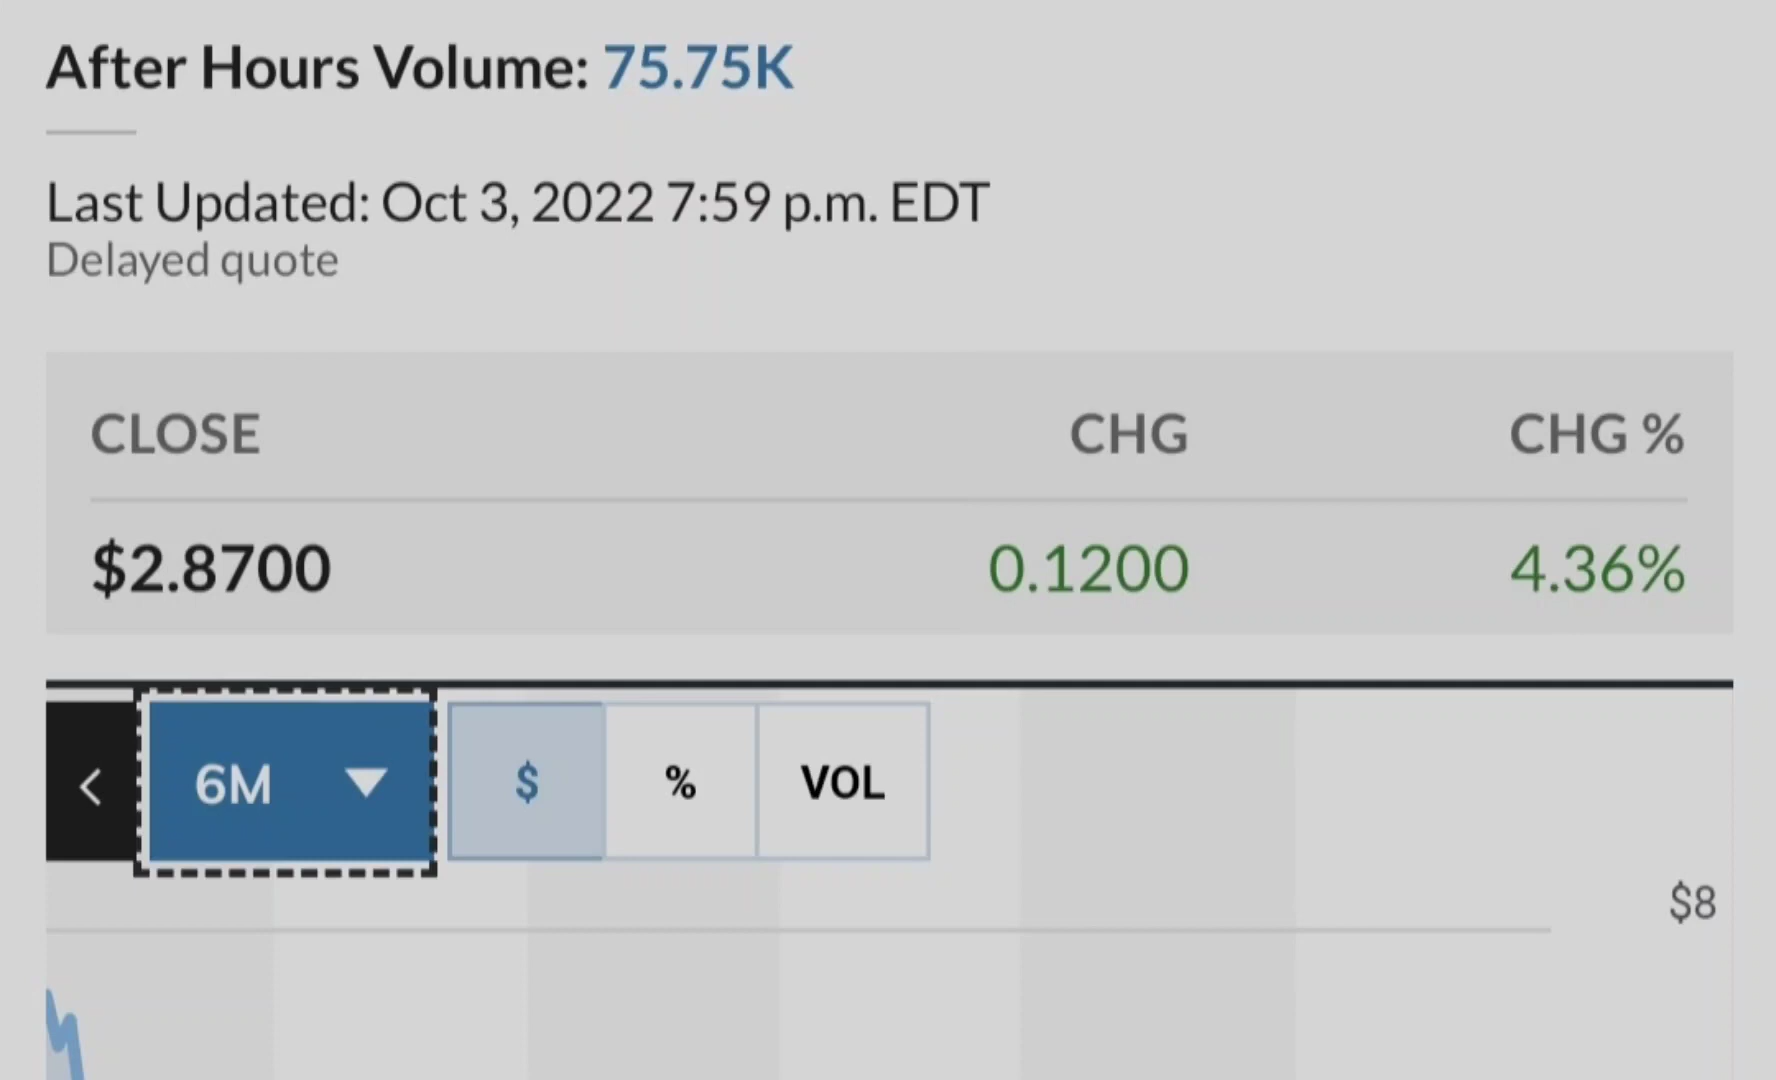 After Hours Volume: 75.75K
Last Updated: Oct 3, 2022 7:59 p.m. EDT
Delayed quote
CLOSE CHG CHG %
$2.8700 0.1200 4.36%
6M $ % VOL
$8